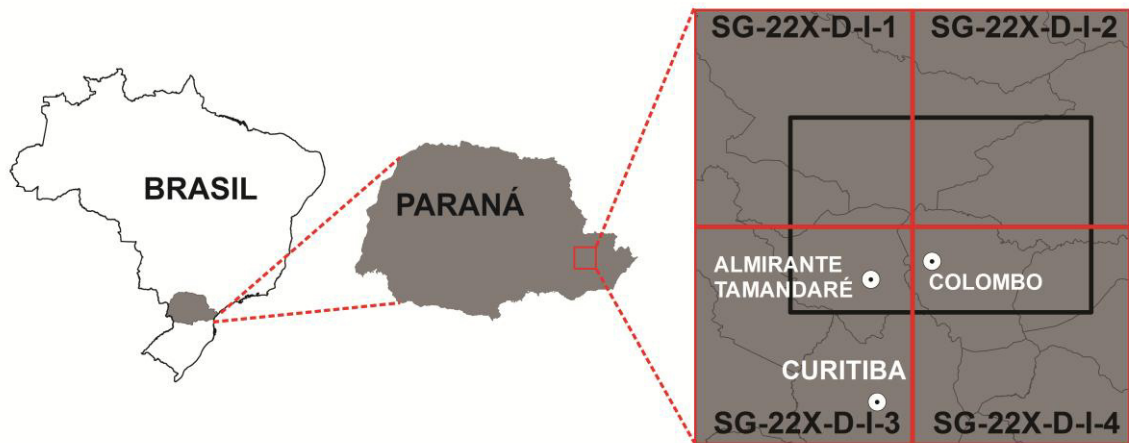 BRASIL
PARANÁ
SG-22X-D-I-1
SG-22X-D-I-2
ALMIRANTE
TAMANDARÉ
COLOMBO
CURITIBA
SG-22X-D-I-3
SG-22X-D-I-4